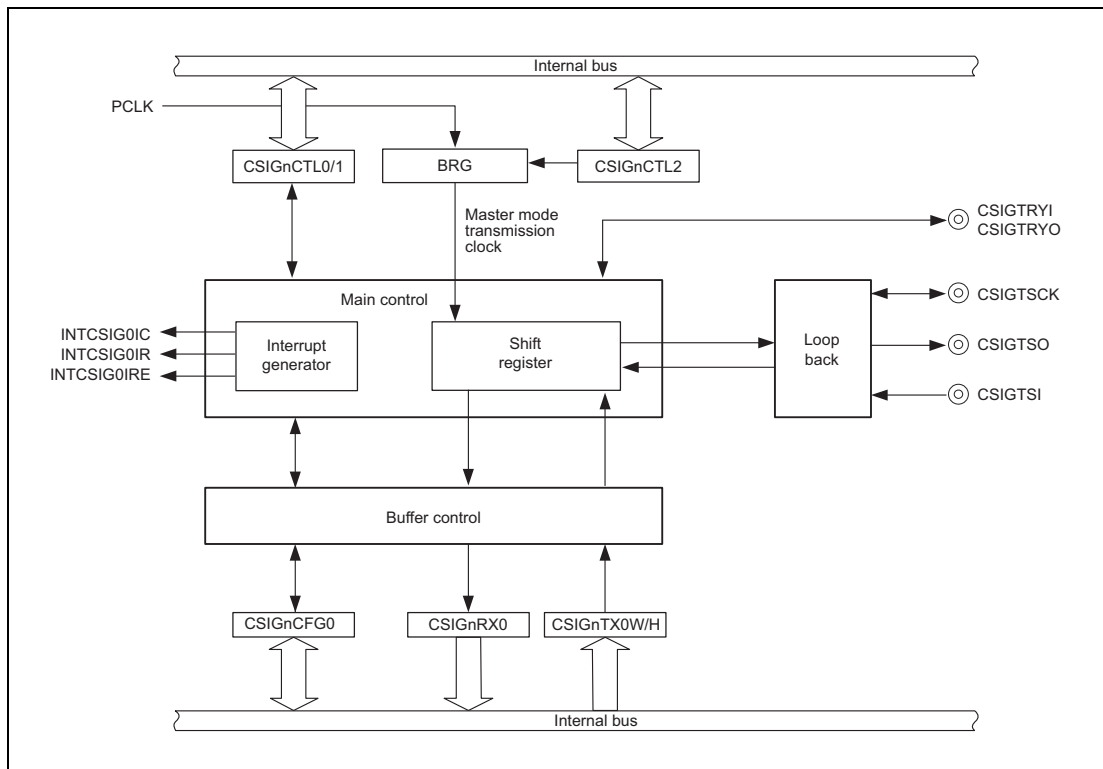 Internal bus
PCLK
CSIGnCTL0/1
BRG
CSIGnCTL2
Master mode
transmission
clock
CSIGTRYI
CSIGTRYO
Main control
INTCSIG0IC
INTCSIG0IR
INTCSIG0IRE
Interrupt
generator
Shift
register
Loop
back
CSIGTSCK
CSIGTSO
CSIGTSI
Buffer control
CSIGnCFG0
CSIGnRX0
CSIGnTX0W/H
Internal bus